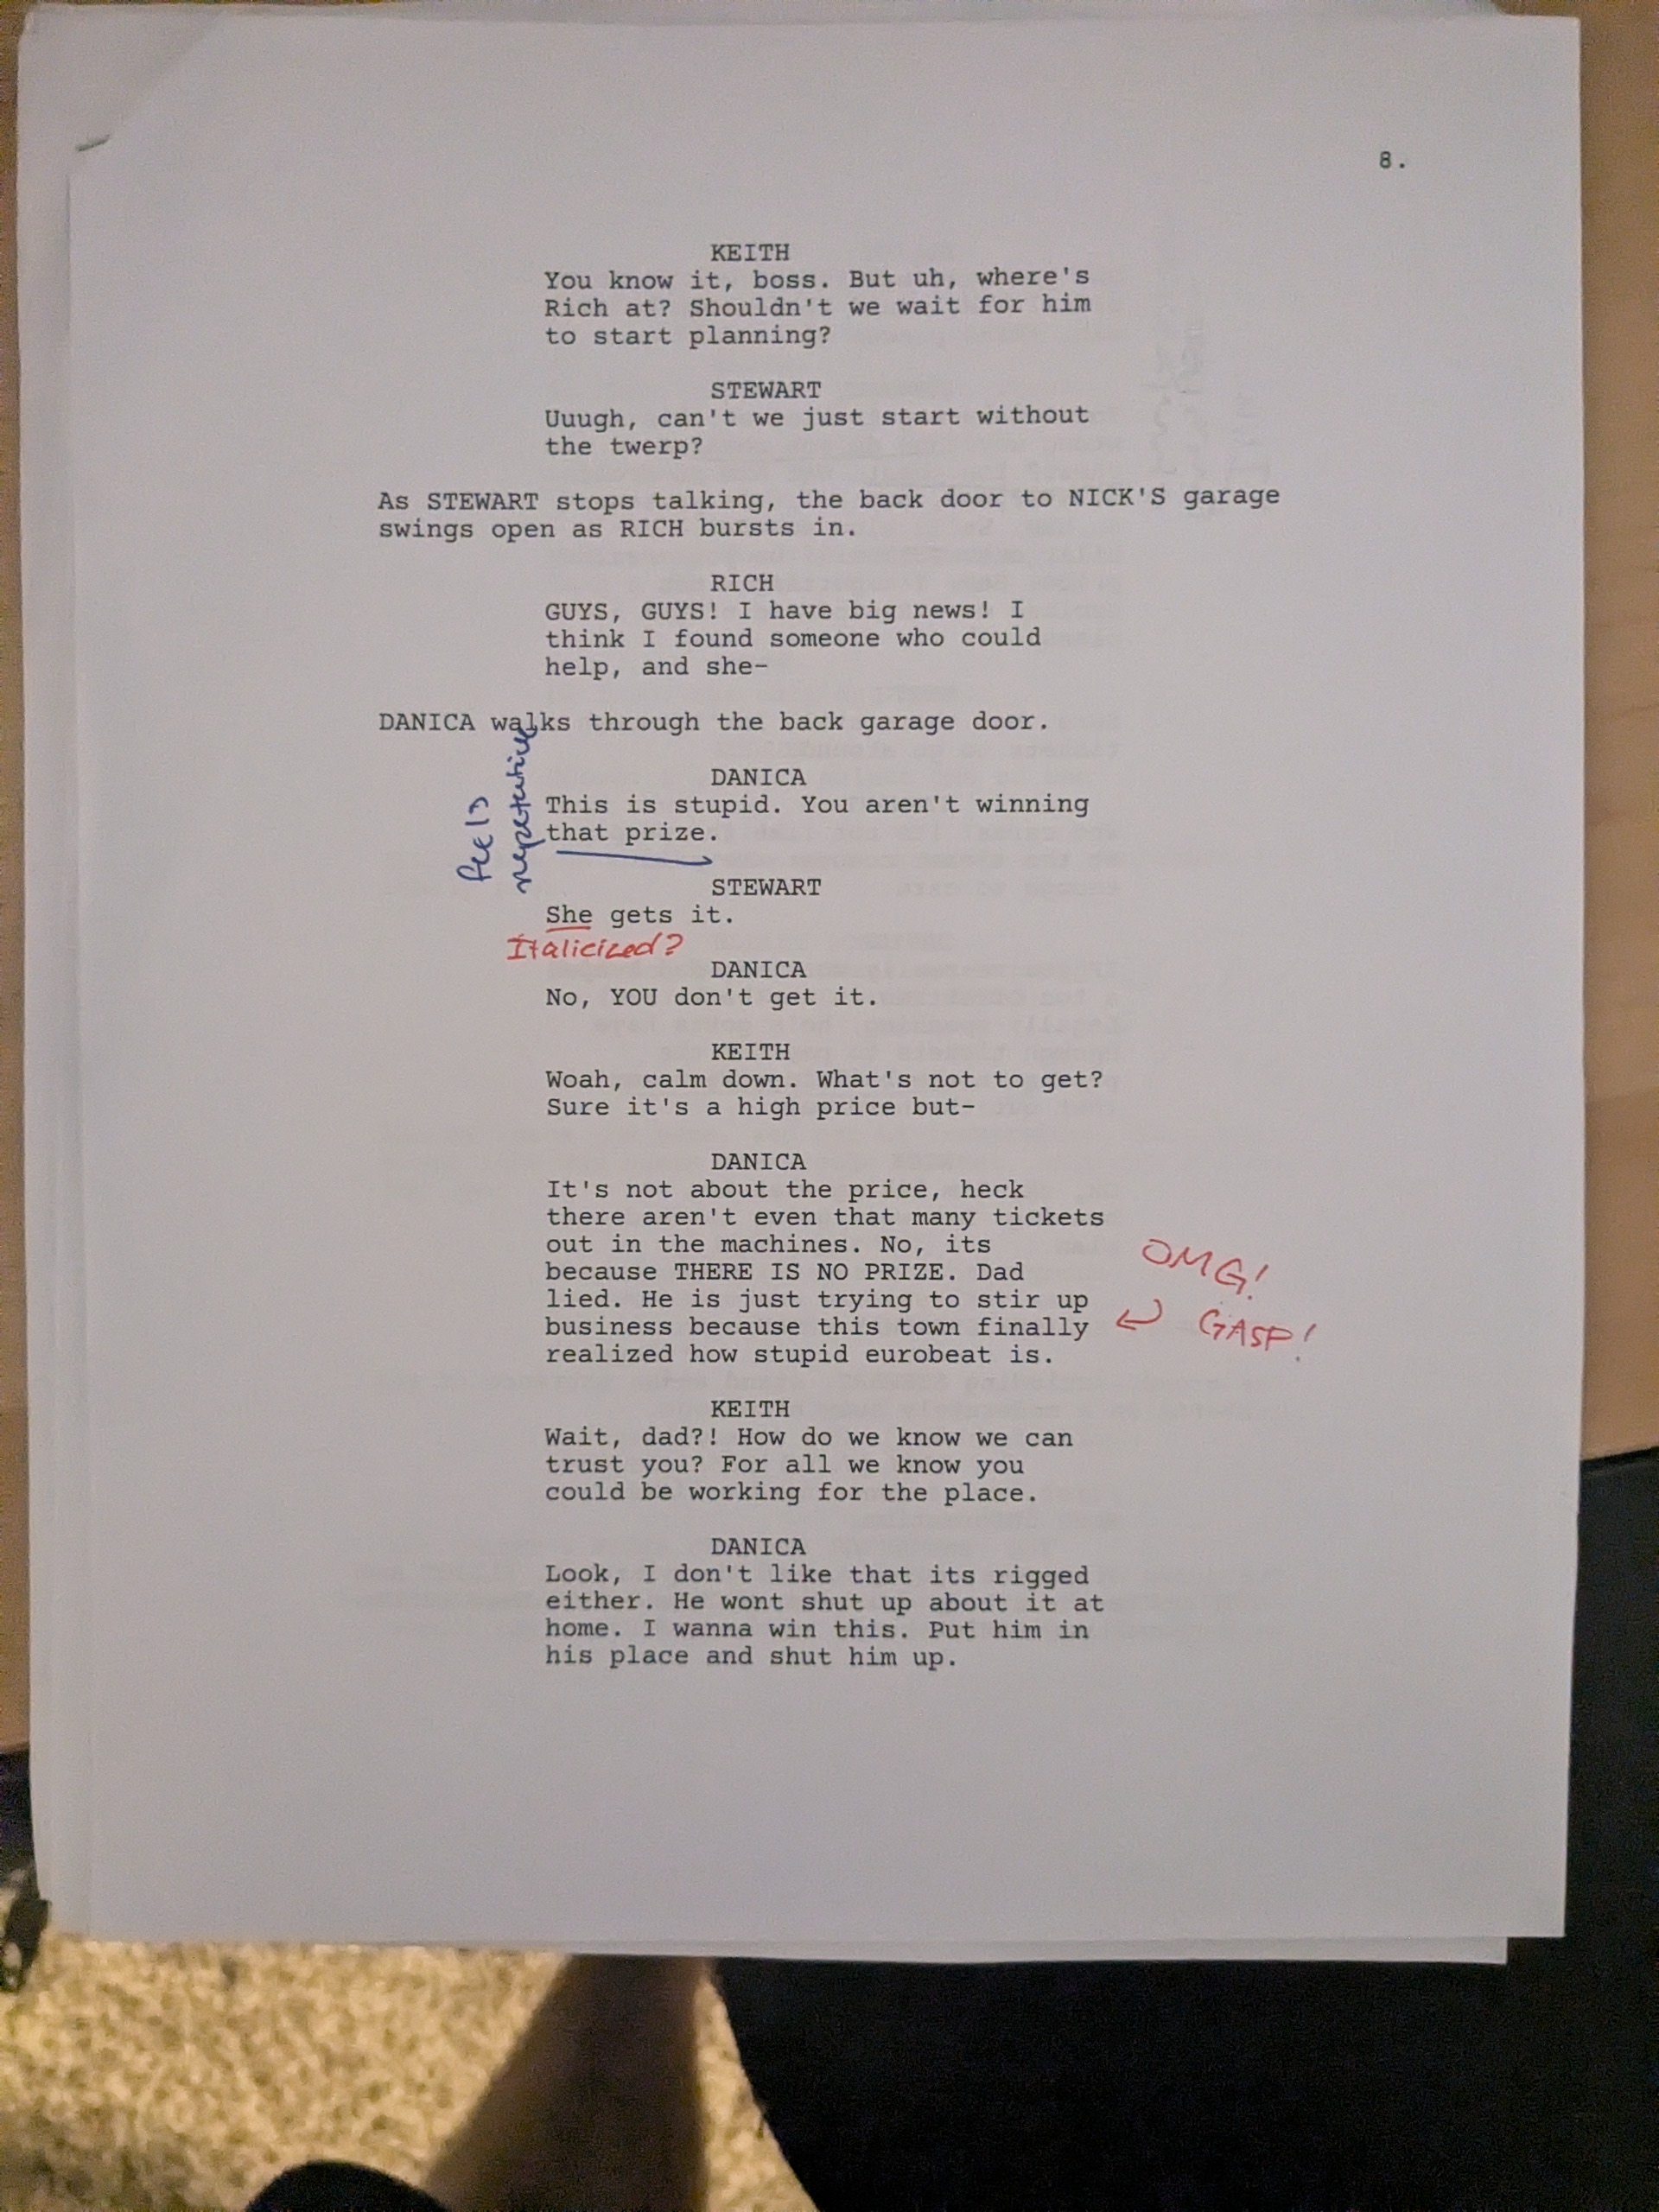 8.
KEITH
You know it, boss. But uh, where's
Rich at? Shouldn't we wait for him
to start planning?
STEWART
Uuugh, can't we just start without
the twerp?
As STEWART stops talking, the back door to NICK'S garage
swings open as RICH bursts in.
RICH
GUYS, GUYS! I have big news! I
think I found someone who could
help, and she-
DANICA walks through the back garage door.
feels
repetative
DANICA
This is stupid. You aren't winning
that prize.
STEWART
She gets it.
Italicized?
DANICA
No, YOU don't get it.
KEITH
Woah, calm down. What's not to get?
Sure it's a high price but-
DANICA
It's not about the price, heck
there aren't even that many tickets
out in the machines. No, its
because THERE IS NO PRIZE. Dad
lied. He is just trying to stir up
business because this town finally
realized how stupid eurobeat is.
OMG!
GASP!
KEITH
Wait, dad?! How do we know we can
trust you? For all we know you
could be working for the place.
DANICA
Look, I don't like that its rigged
either. He wont shut up about it at
home. I wanna win this. Put him in
his place and shut him up.